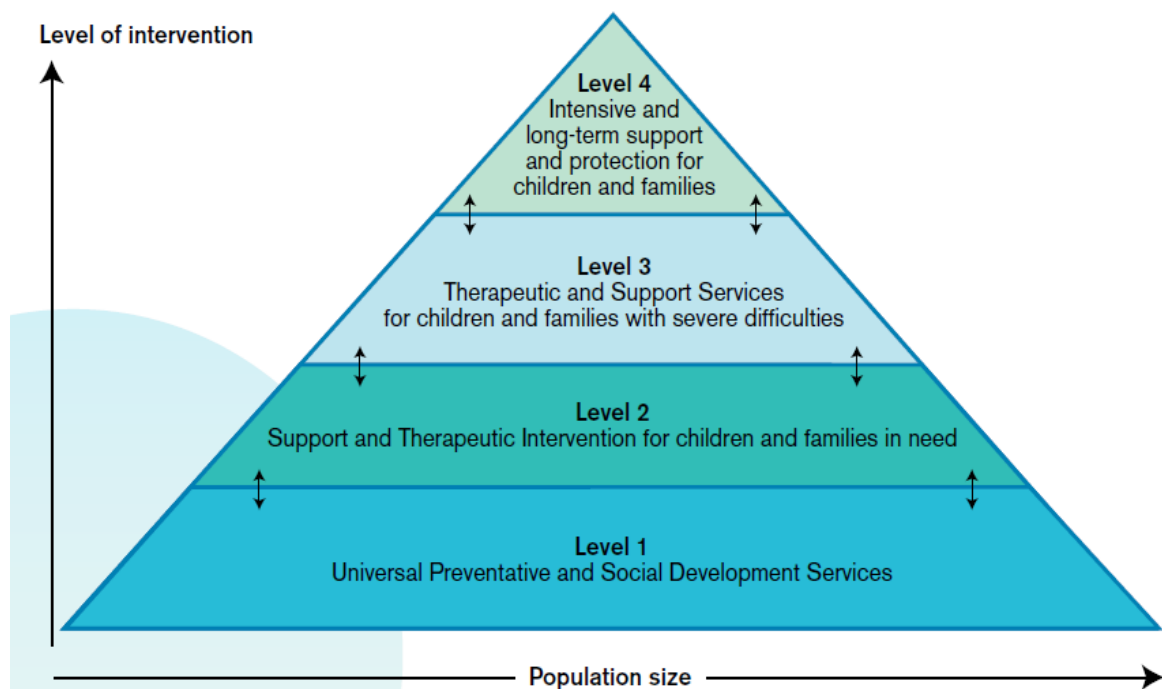 Level of intervention
Level 4
Intensive and
long-term support
and protection for
children and families
Level 3
Therapeutic and Support Services
for children and families with severe difficulties
Level 2
Support and Therapeutic Intervention for children and families in need
Level 1
Universal Preventative and Social Development Services
Population size